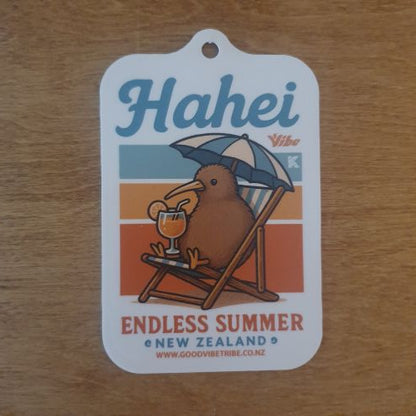 Hahei
Vibe
K
ENDLESS SUMMER
NEW ZEALAND
WWW.GOODVIBETRIBE.CO.NZ